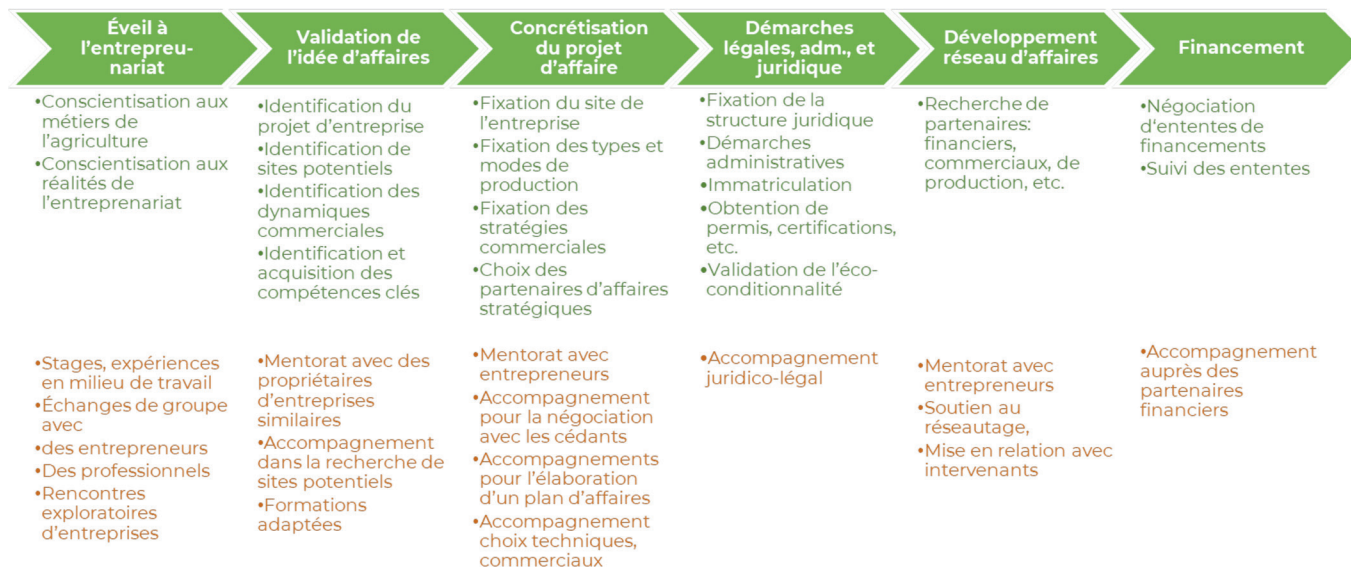 Éveil à
l'entrepreu-
nariat
Validation de
l'idée d'affaires
Concrétisation
du projet
d'affaire
Démarches
légales, adm., et
juridique
Développement
réseau d'affaires
Financement
•Conscientisation aux
métiers de
l'agriculture
•Conscientisation aux
réalités de
l'entreprenariat
•Identification du
projet d'entreprise
•Identification de
sites potentiels
•Identification des
dynamiques
commerciales
•Identification et
acquisition des
compétences clés
•Fixation du site de
l'entreprise
•Fixation des types et
modes de
production
•Fixation des
stratégies
commerciales
•Choix des
partenaires d'affaires
stratégiques
•Fixation de la
structure juridique
•Démarches
administratives
•Immatriculation
•Obtention de
permis, certifications,
etc.
•Validation de l'éco-
conditionnalité
•Recherche de
partenaires:
financiers,
commerciaux, de
production, etc.
•Négociation
d'ententes de
financements
•Suivi des ententes
•Stages, expériences
en milieu de travail
•Échanges de groupe
avec
•des entrepreneurs
•Des professionnels
•Rencontres
exploratoires
d'entreprises
•Mentorat avec des
propriétaires
d'entreprises
similaires
•Accompagnement
dans la recherche de
sites potentiels
•Formations
adaptées
•Mentorat avec
entrepreneurs
•Accompagnement
pour la négociation
avec les cédants
•Accompagnements
pour l'élaboration
d'un plan d'affaires
•Accompagnement
choix techniques,
commerciaux
•Accompagnement
juridico-légal
•Mentorat avec
entrepreneurs
•Soutien au
réseautage,
•Mise en relation avec
intervenants
•Accompagnement
auprès des
partenaires
financiers